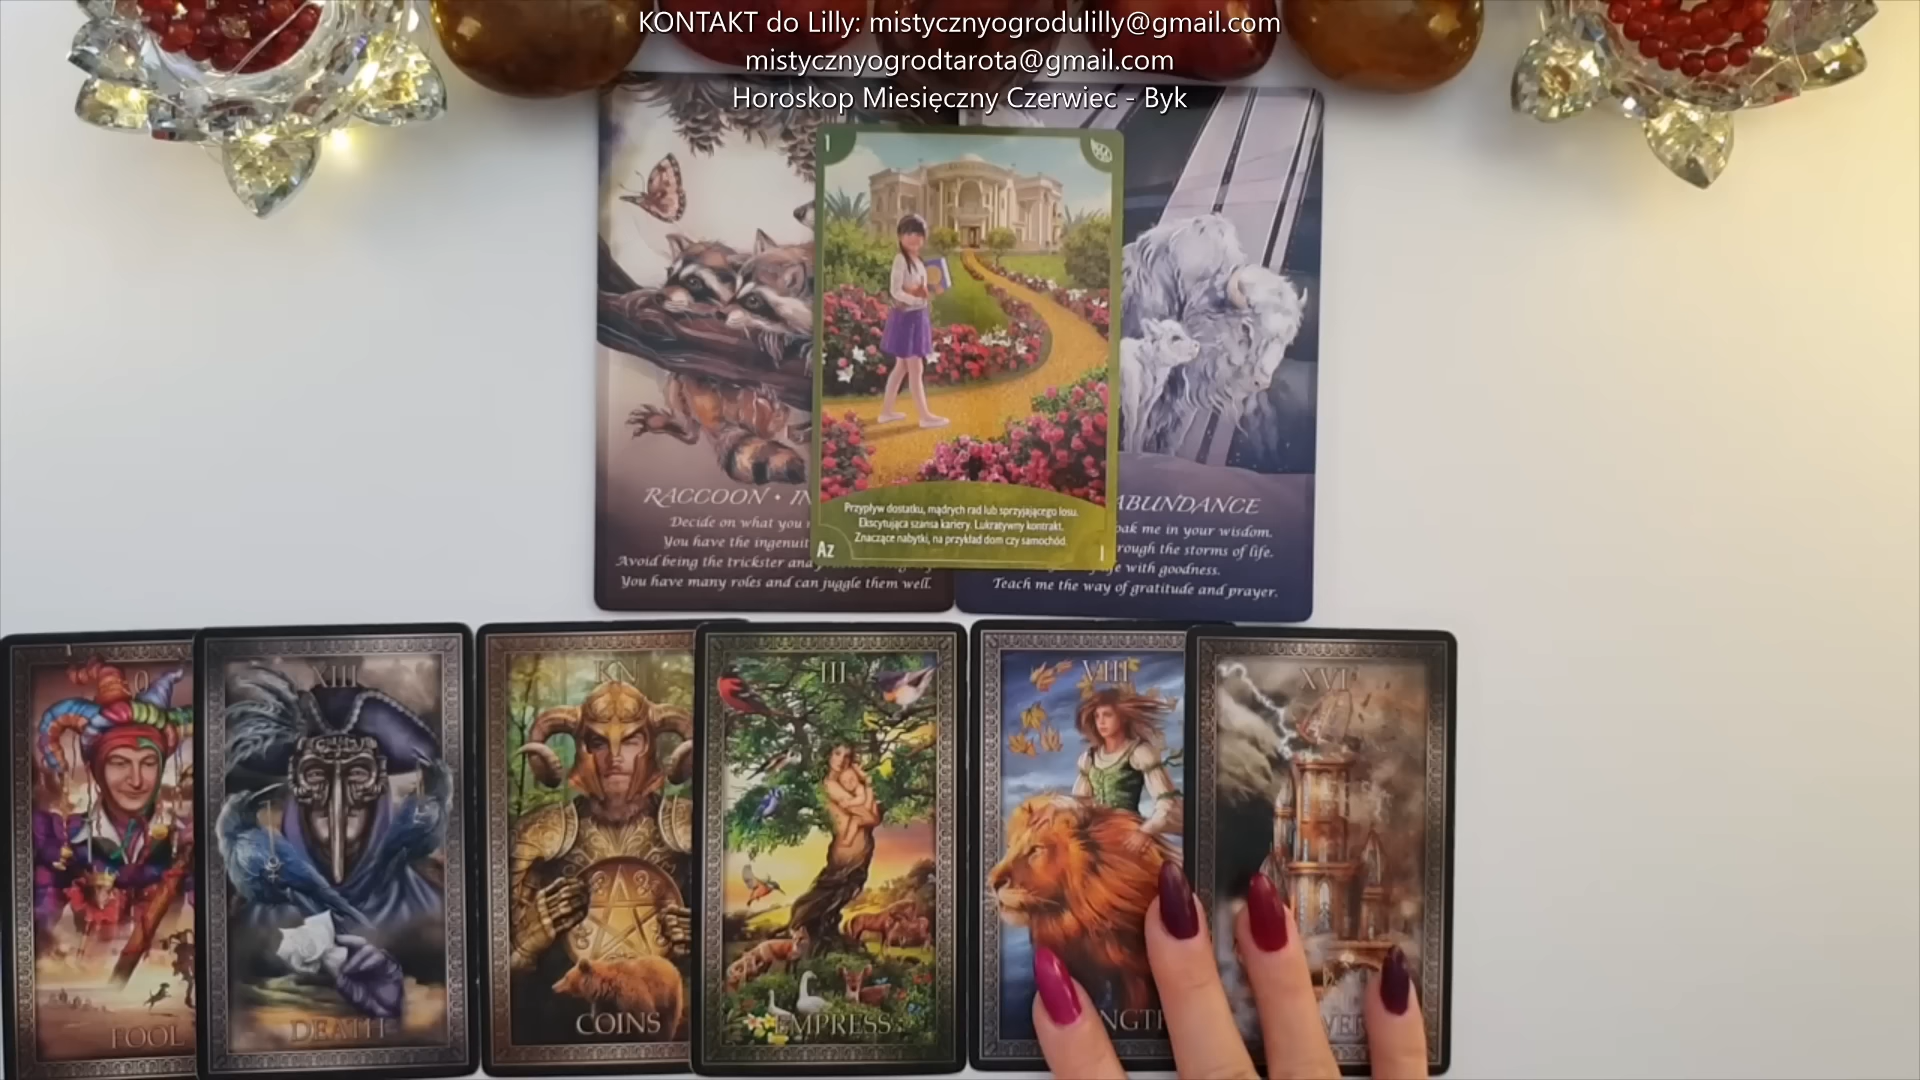 KONTAKT do Lilly: mistycznyogrodulilly@gmail.com
mistycznyogrodtarota@gmail.com
Horoskop Miesięczny Czerwiec - Byk
1
Przypływ dostatku, mądrych rad lub sprzyjającego losu.
Ekscytująca szansa kariery. Lukratywny kontrakt.
Znaczące nabytki, na przykład dom czy samochód.
Az
1
RACCOON • IN
Decide on what you
You have the ingenuit
Avoid being the trickster and
You have many roles and can juggle them well.
ABUNDANCE
me in your wisdom.
rough the storms of life.
with goodness.
Teach me the way of gratitude and prayer.
0
FOOL
XIII
DEATH
KN
COINS
III
EMPRESS
VIII
NGTH
XVI
WER